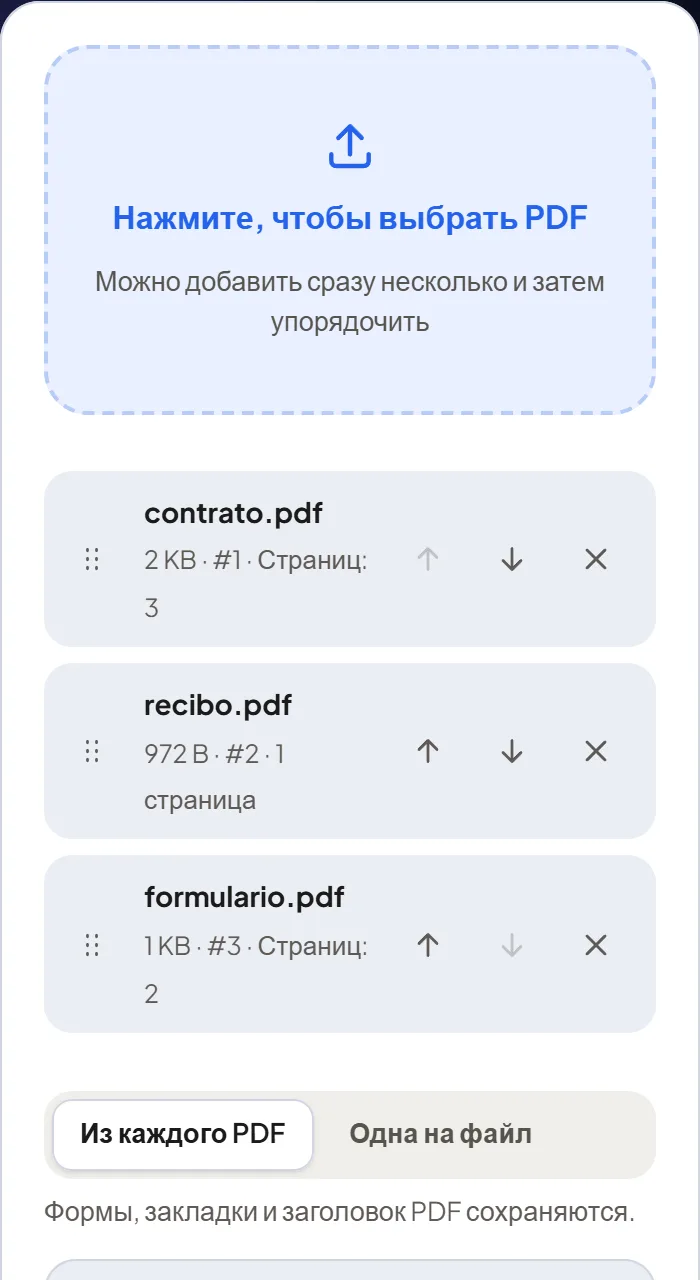 Нажмите, чтобы выбрать PDF
Можно добавить сразу несколько и затем
упорядочить
contrato.pdf
2 KB · #1 · Страниц:
3
recibo.pdf
972 B · #2 · 1
страница
formulario.pdf
1 KB · #3 · Страниц:
2
Из каждого PDF
Одна на файл
Формы, закладки и заголовок PDF сохраняются.